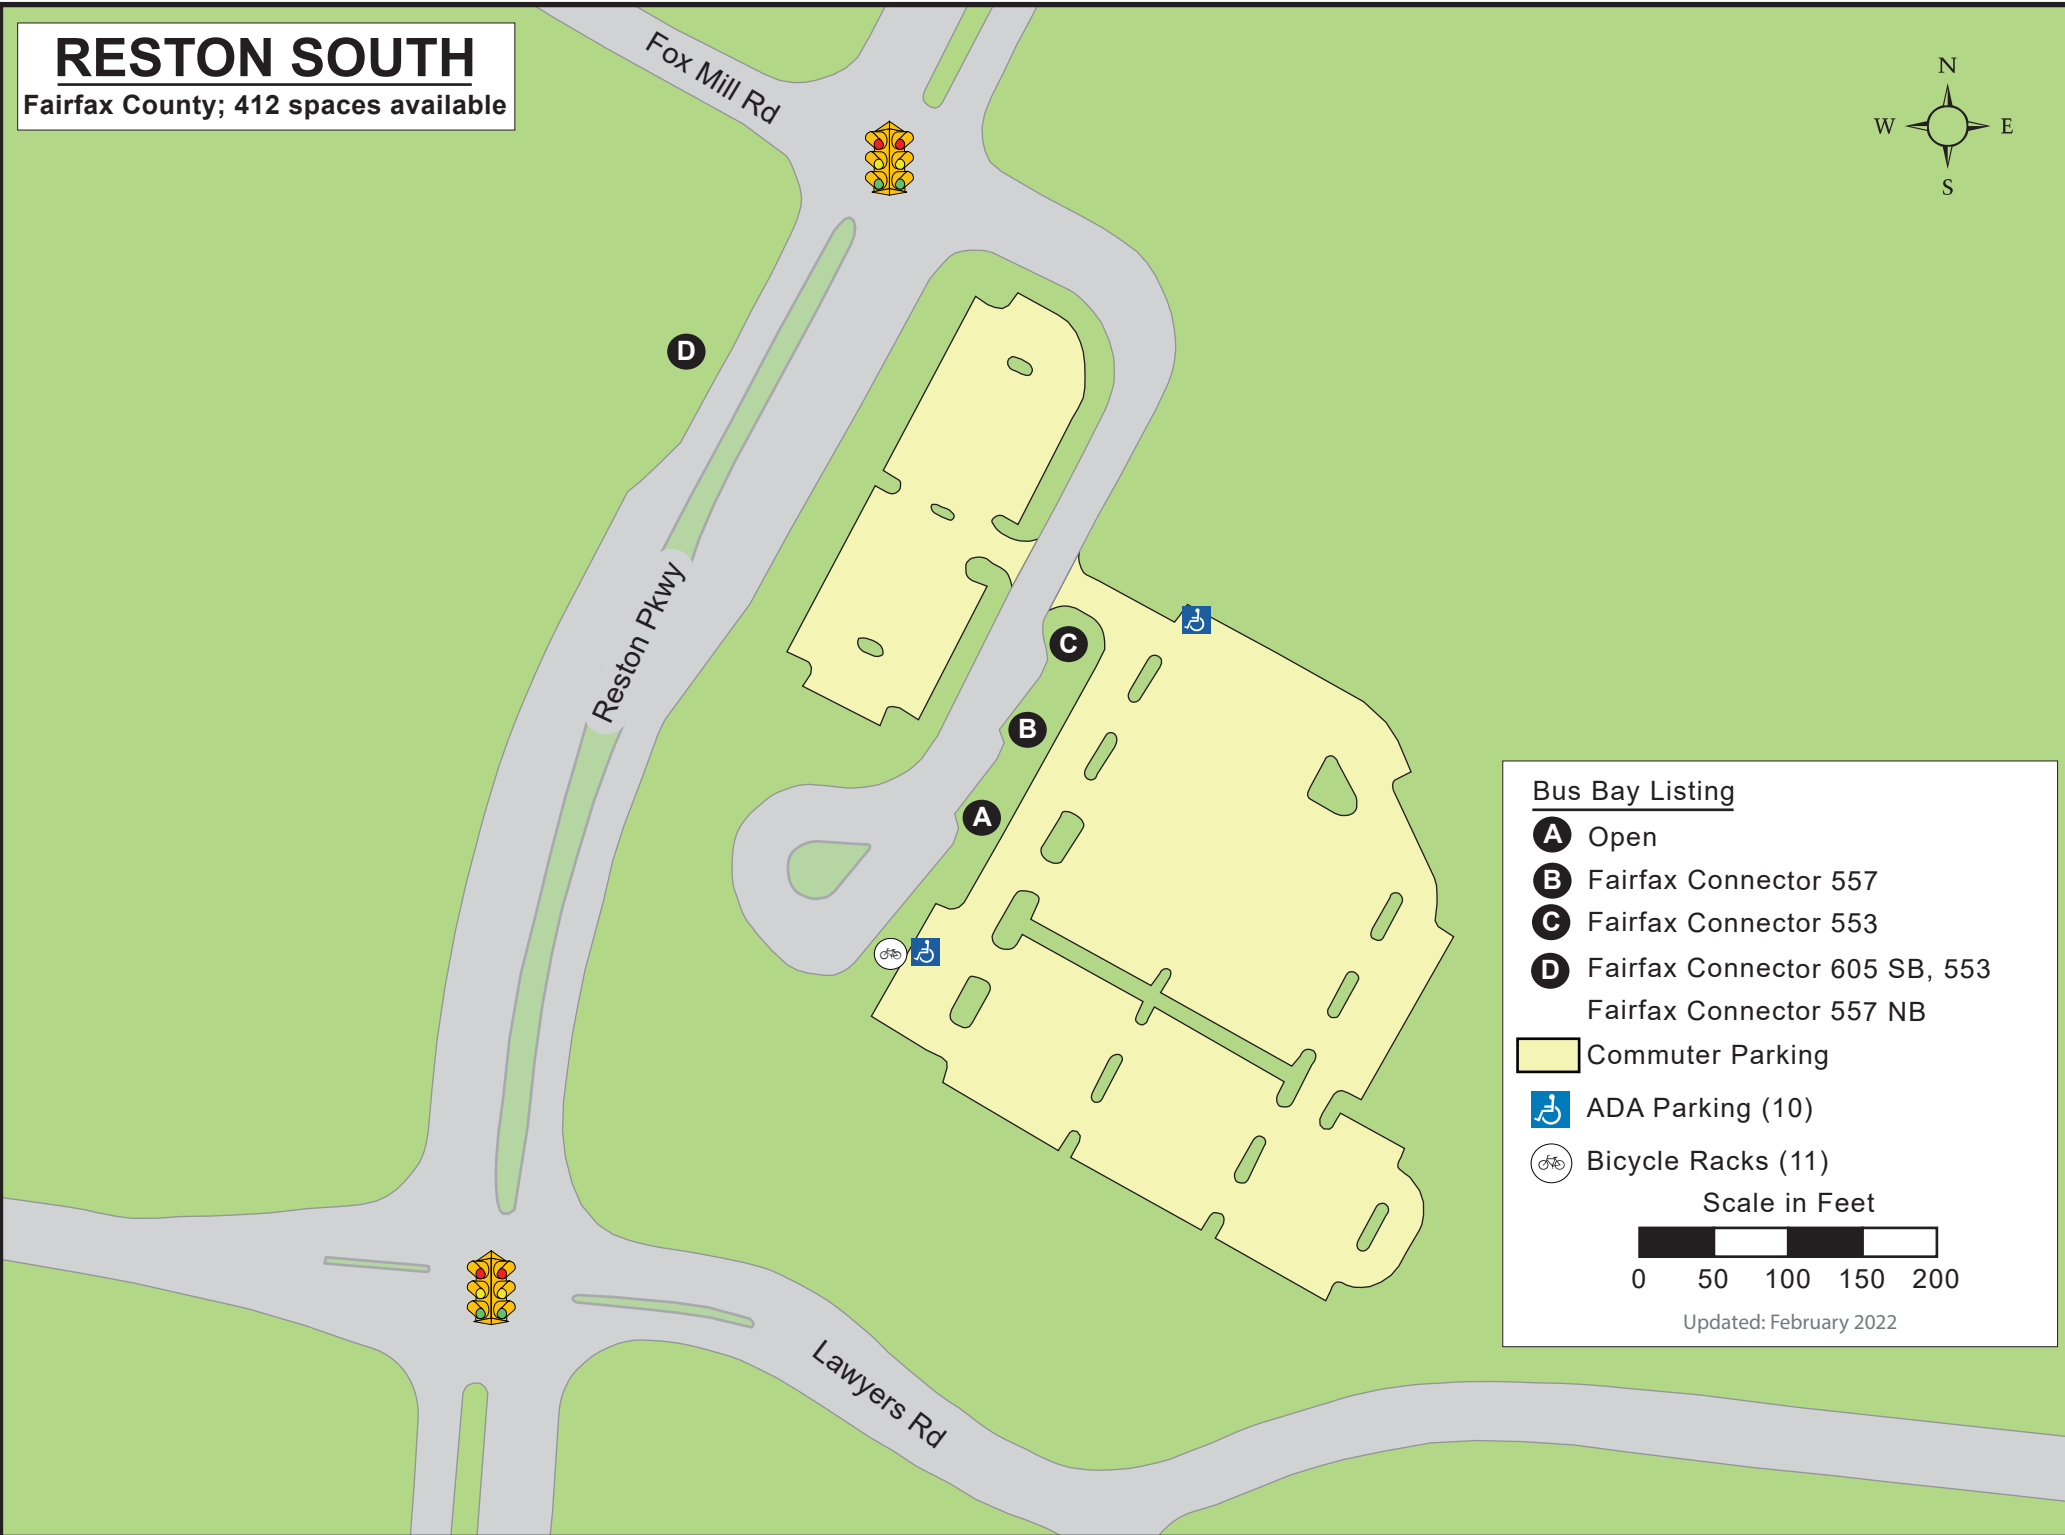 RESTON SOUTH
Fairfax County; 412 spaces available
Fox Mill Rd
N
W E
S
D
Reston Pkwy
C
B
A
Bus Bay Listing
A Open
B Fairfax Connector 557
C Fairfax Connector 553
D Fairfax Connector 605 SB, 553
Fairfax Connector 557 NB
Commuter Parking
ADA Parking (10)
Bicycle Racks (11)
Scale in Feet
0 50 100 150 200
Updated: February 2022
Lawyers Rd